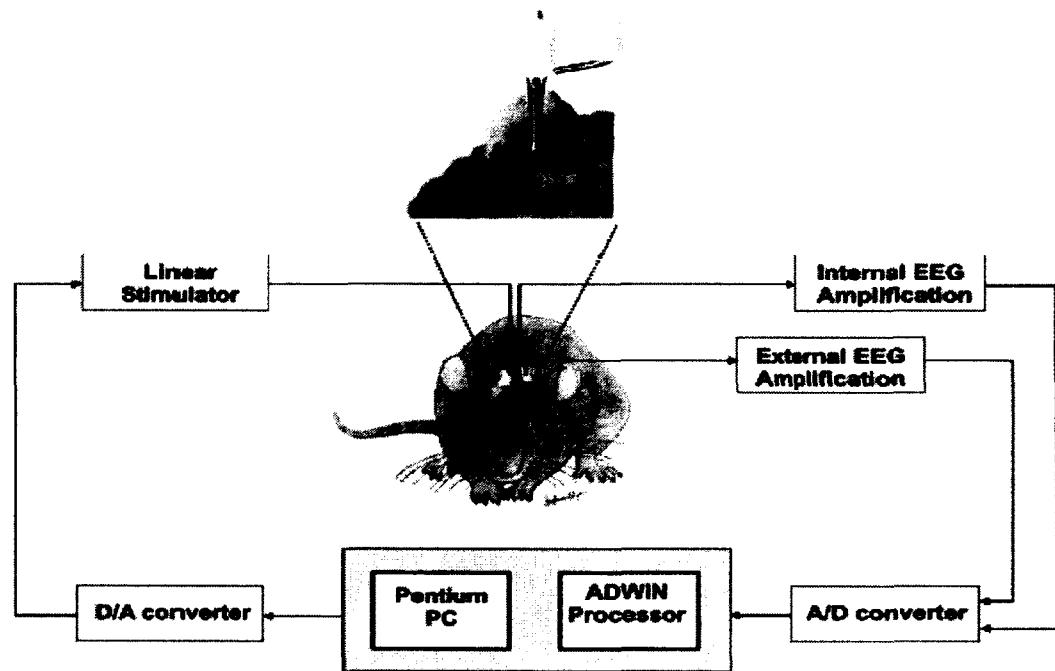 Linear
Stimulator
Internal EEG
Amplification
External EEG
Amplification
D/A converter
Pentium
PC
ADWIN
Processor
A/D converter